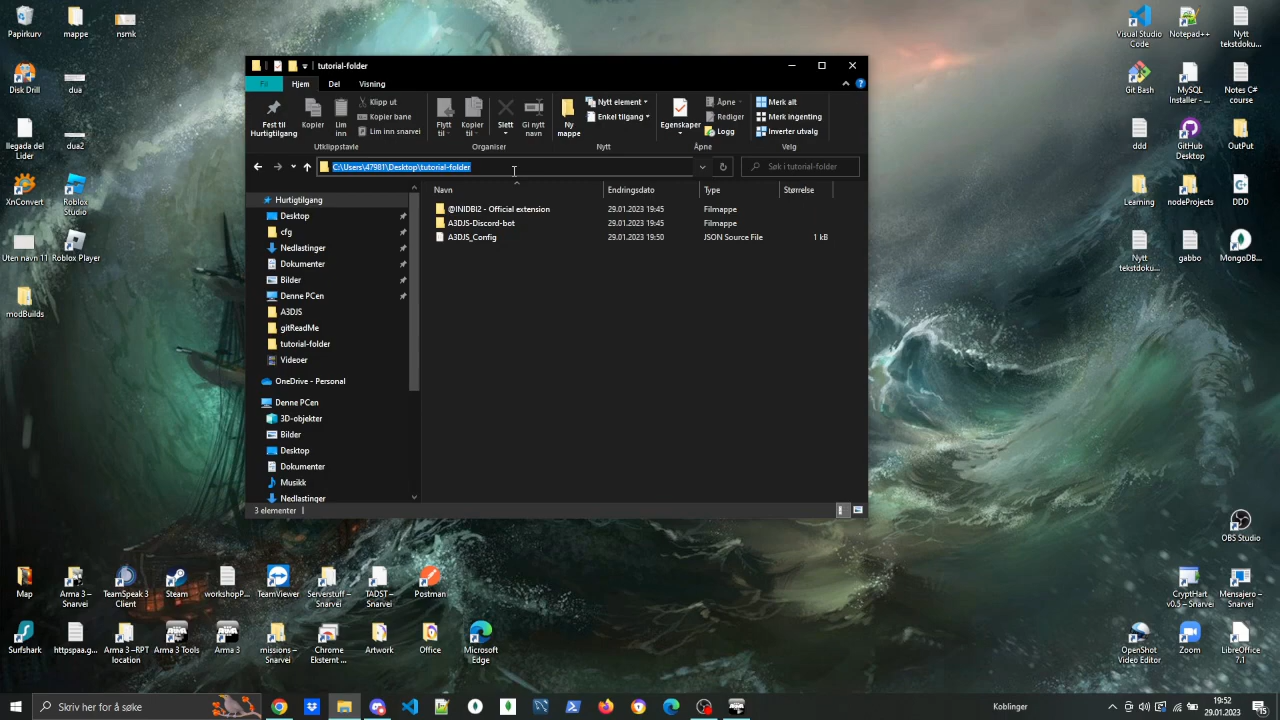 Papirkurv
mappe
nsmk
Disk Drill
dua
llegada del
Lider
dua2
XnConvert
Roblox
Studio
Uten navn 11
Roblox Player
modBuilds
tutorial-folder
Fil
Hjem
Del
Visning
Fest til
Hurtigtilgang
Kopier
Lim
inn
Klipp ut
Kopier bane
Lim inn snarvei
Utklippstavle
Flytt
til
Kopier
til
Slett
Gi nytt
navn
Organiser
Ny
mappe
Nytt element
Enkel tilgang
Nytt
Egenskaper
Åpne
Rediger
Logg
Åpne
Merk alt
Merk ingenting
Inverter utvalg
Velg
C:\Users\47981\Desktop\tutorial-folder
Søk i tutorial-folder
Navn
Endringsdato
Type
Størrelse
@INIDBI2 - Official extension
29.01.2023 19:45
Filmappe
A3DJS-Discord-bot
29.01.2023 19:45
Filmappe
A3DJS_Config
29.01.2023 19:50
JSON Source File
1 kB
Hurtigtilgang
Desktop
cfg
Nedlastinger
Dokumenter
Bilder
Denne PCen
A3DJS
gitReadMe
tutorial-folder
Videoer
OneDrive - Personal
Denne PCen
3D-objekter
Bilder
Desktop
Dokumenter
Musikk
Nedlastinger
3 elementer
Visual Studio
Code
Notepad++
Nytt
tekstdoku...
Git Bash
MySQL
Installer - ...
Notes C#
course
ddd
GitHub
Desktop
OutPut
Learning
nodeProjects
DDD
Nytt
tekstdoku...
gabbo
MongoDB...
OBS Studio
Map
Arma 3 –
Snarvei
TeamSpeak 3
Client
Steam
workshopP...
TeamViewer
Serverstuff –
Snarvei
TADST –
Snarvei
Postman
CryptHart
v0.5 – Snarvei
Mensajero –
Snarvei
Surfshark
httpspaa.g...
Arma 3 –RPT
location
Arma 3 Tools
Arma 3
missions –
Snarvei
Chrome
Eksternt ...
Artwork
Office
Microsoft
Edge
OpenShot
Video Editor
Zoom
LibreOffice
7.1
Skriv her for å søke
Koblinger
19:52
29.01.2023
15